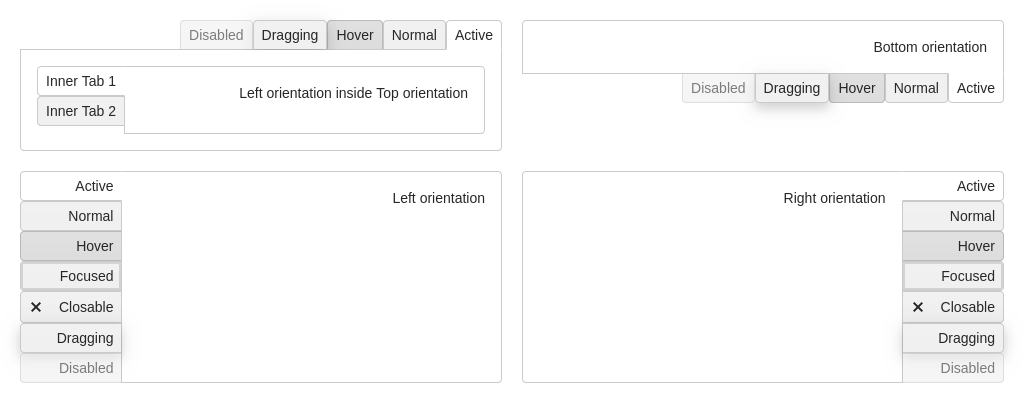 Disabled Dragging Hover Normal Active
Inner Tab 1
Inner Tab 2
Left orientation inside Top orientation
Bottom orientation
Disabled Dragging Hover Normal Active
Active
Normal
Hover
Focused
✕ Closable
Dragging
Disabled
Left orientation
Right orientation
Active
Normal
Hover
Focused
✕ Closable
Dragging
Disabled